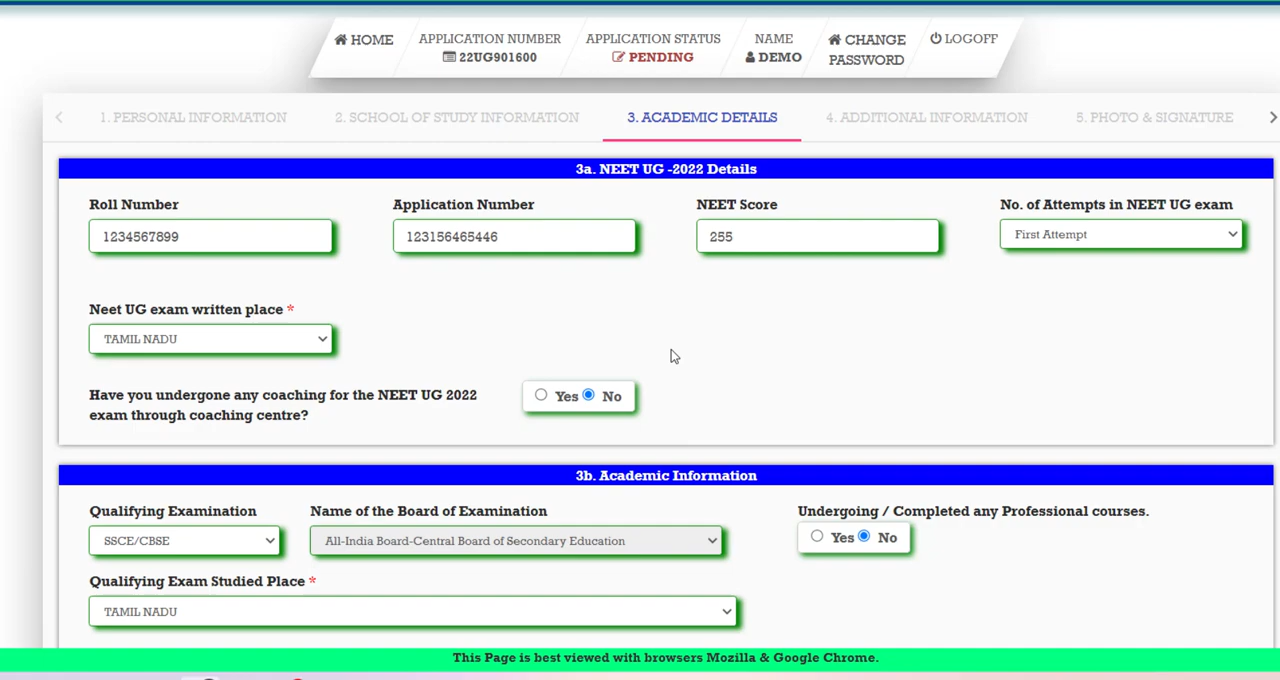 HOME
APPLICATION NUMBER
22UG901600
APPLICATION STATUS
PENDING
NAME
DEMO
CHANGE
PASSWORD
LOGOFF
1. PERSONAL INFORMATION
2. SCHOOL OF STUDY INFORMATION
3. ACADEMIC DETAILS
4. ADDITIONAL INFORMATION
5. PHOTO & SIGNATURE
3a. NEET UG -2022 Details
Roll Number
Application Number
NEET Score
No. of Attempts in NEET UG exam
1234567899
123156465446
255
First Attempt
Neet UG exam written place *
TAMIL NADU
Have you undergone any coaching for the NEET UG 2022
exam through coaching centre?
Yes No
3b. Academic Information
Qualifying Examination
Name of the Board of Examination
Undergoing / Completed any Professional courses.
SSCE/CBSE
All-India Board-Central Board of Secondary Education
Yes No
Qualifying Exam Studied Place *
TAMIL NADU
This Page is best viewed with browsers Mozilla & Google Chrome.